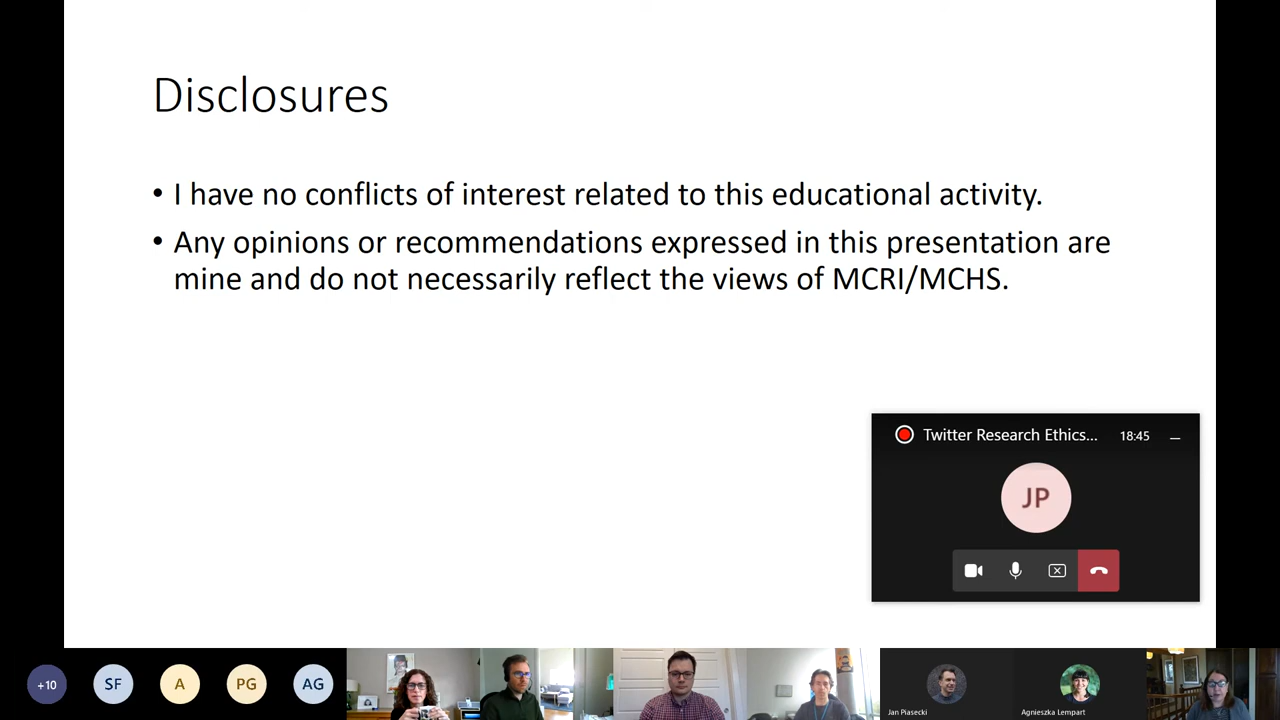 Disclosures
• I have no conflicts of interest related to this educational activity.
• Any opinions or recommendations expressed in this presentation are
mine and do not necessarily reflect the views of MCRI/MCHS.
Twitter Research Ethics... 18:45
JP
+10 SF A PG AG
Jan Piasecki
Agnieszka Lempart